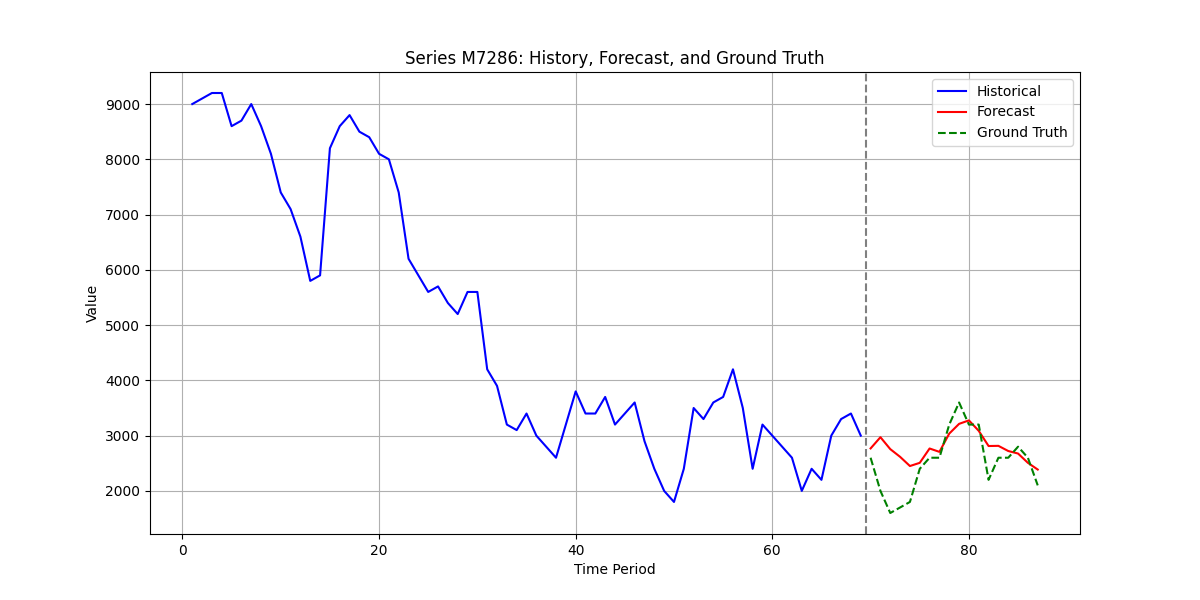 Series M7286: History, Forecast, and Ground Truth
Historical
Forecast
Ground Truth
Value
9000
8000
7000
6000
5000
4000
3000
2000
0 20 40 60 80
Time Period